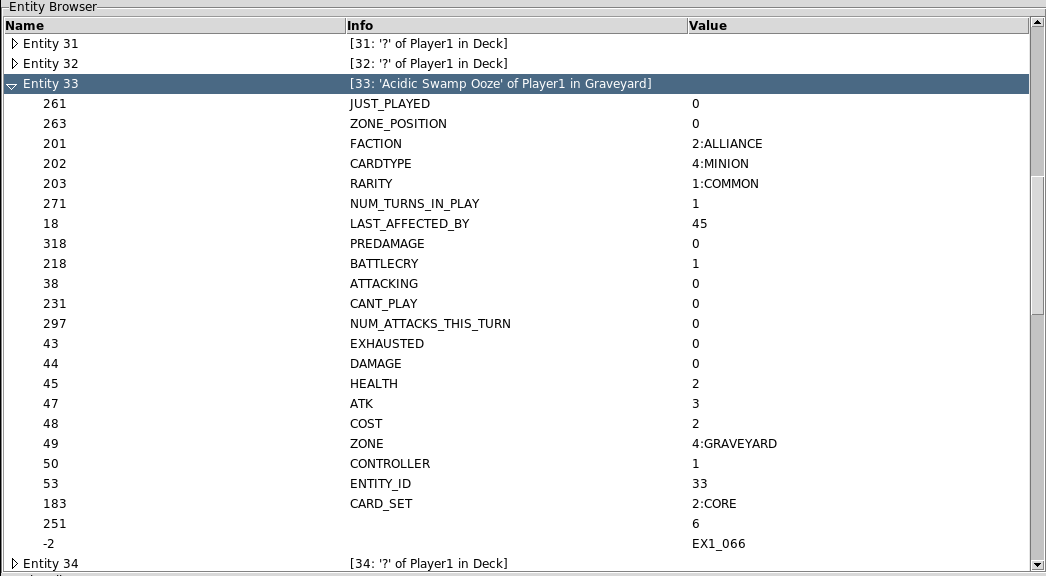 Entity Browser
Name Info Value
Entity 31 [31: '?' of Player1 in Deck]
Entity 32 [32: '?' of Player1 in Deck]
Entity 33 [33: 'Acidic Swamp Ooze' of Player1 in Graveyard]
261 JUST_PLAYED 0
263 ZONE_POSITION 0
201 FACTION 2:ALLIANCE
202 CARDTYPE 4:MINION
203 RARITY 1:COMMON
271 NUM_TURNS_IN_PLAY 1
18 LAST_AFFECTED_BY 45
318 PREDAMAGE 0
218 BATTLECRY 1
38 ATTACKING 0
231 CANT_PLAY 0
297 NUM_ATTACKS_THIS_TURN 0
43 EXHAUSTED 0
44 DAMAGE 0
45 HEALTH 2
47 ATK 3
48 COST 2
49 ZONE 4:GRAVEYARD
50 CONTROLLER 1
53 ENTITY_ID 33
183 CARD_SET 2:CORE
251 6
-2 EX1_066
Entity 34 [34: '?' of Player1 in Deck]